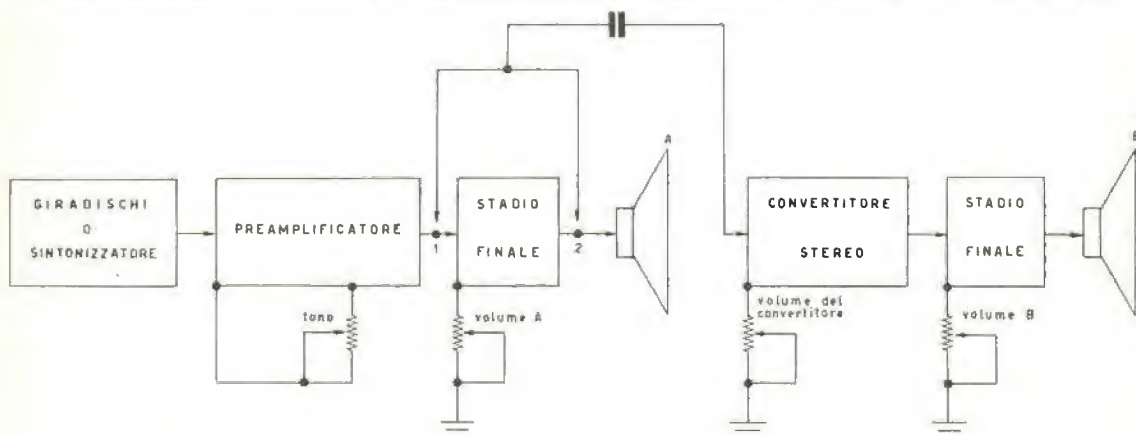 GIRADISCHI
O
SINTONIZZATORE
PREAMPLIFICATORE
tono
1
STADIO
FINALE
volume A
2
A
CONVERTITORE
STEREO
volume del
convertitore
STADIO
FINALE
volume B
B